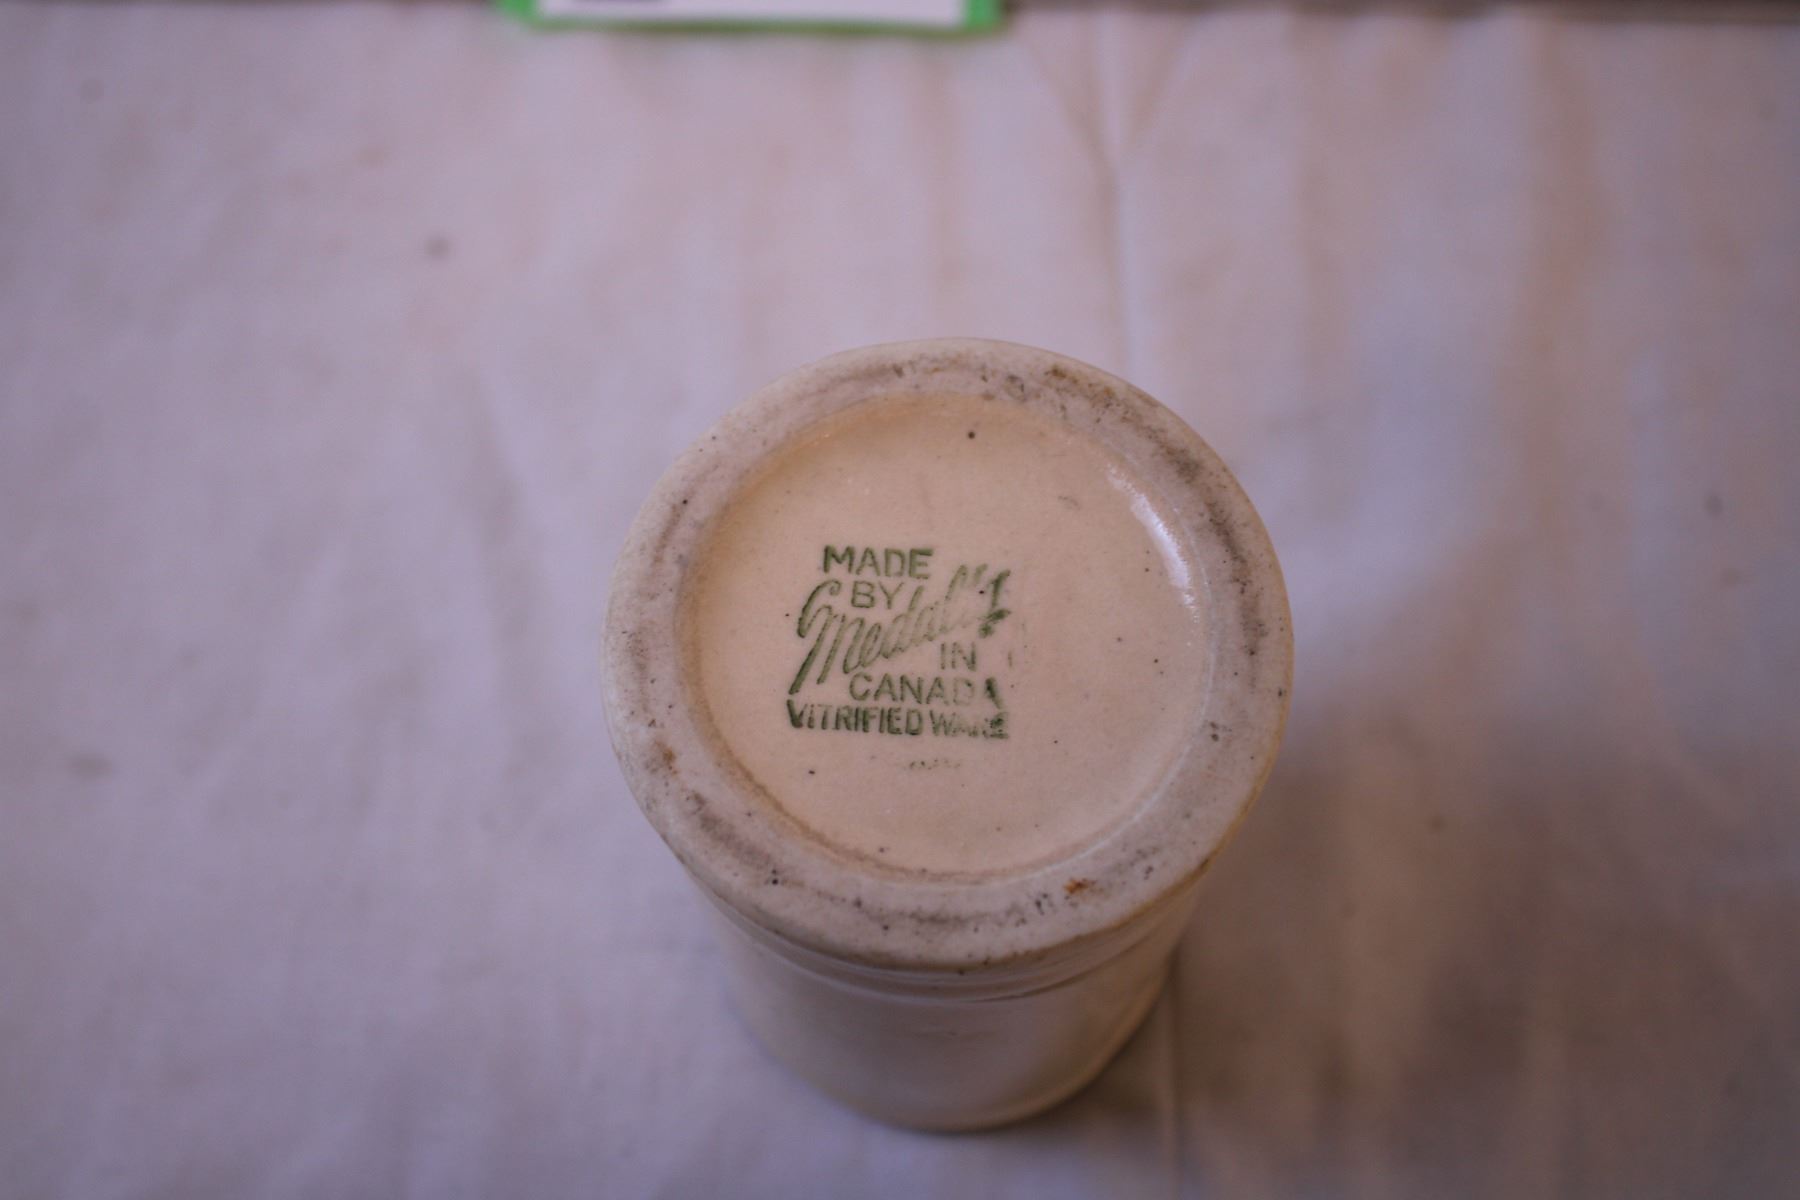 MADE
BY
Medalta
IN
CANADA
VITRIFIED WARE